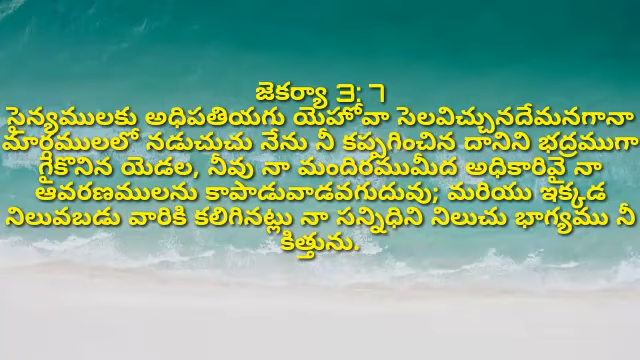 జెకర్యా 3: 7
సైన్యములకు అధిపతియగు యెహోవా సెలవిచ్చునదేమనగానా
మార్గములలో నడుచుచు నేను నీ కప్పగించిన దానిని భద్రముగా
గైకొనిన యెడల, నీవు నా మందిరముమీద అధికారివై నా
ఆవరణములను కాపాడువాడవగుదువు; మరియు ఇక్కడ
నిలువబడు వారికి కలిగినట్లు నా సన్నిధిని నిలుచు భాగ్యము నీ
కిత్తును.